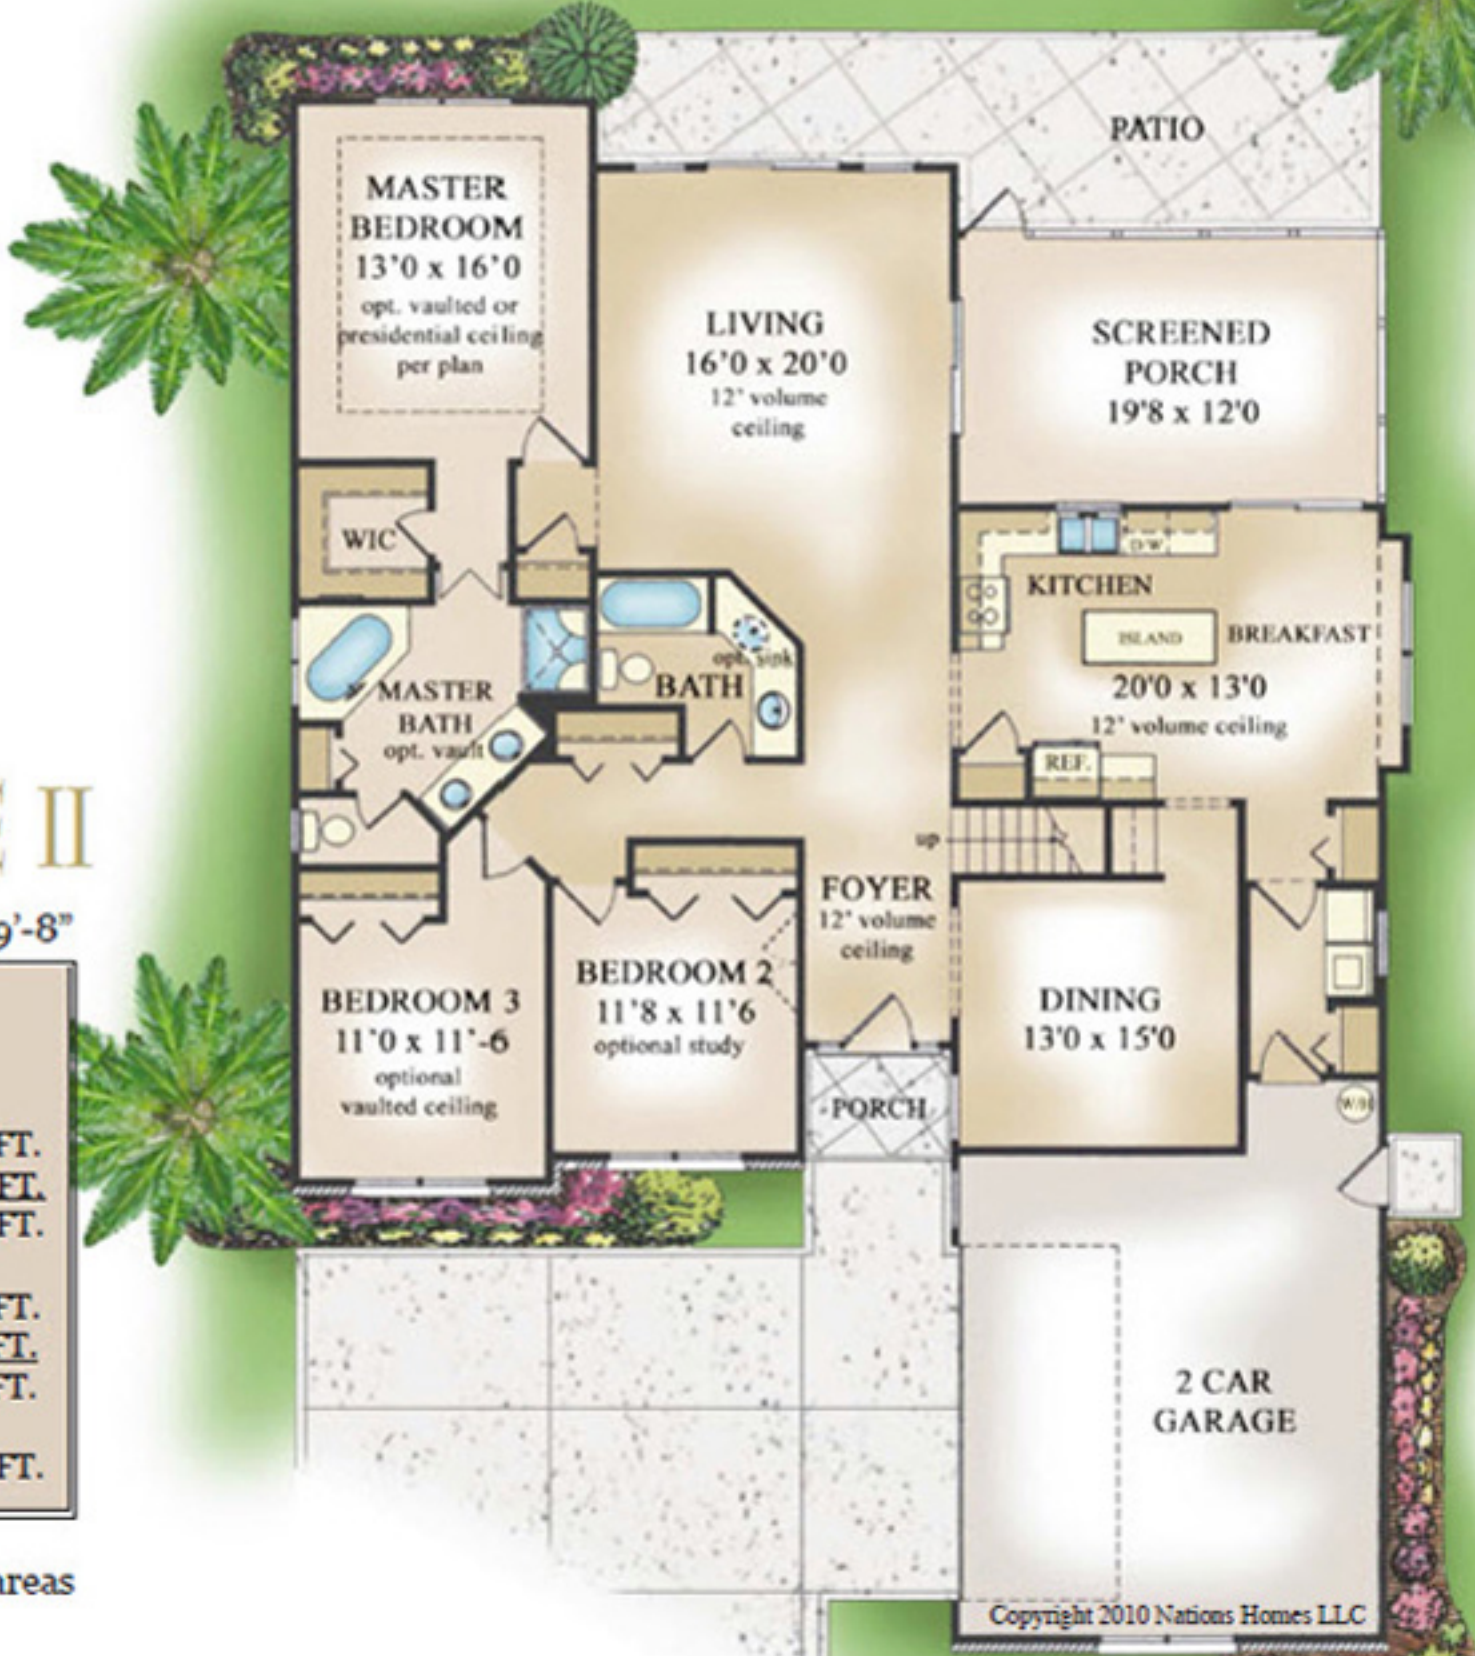 PATIO
MASTER
BEDROOM
13'0 x 16'0
opt. vaulted or
presidential ceiling
per plan
LIVING
16'0 x 20'0
12' volume
ceiling
SCREENED
PORCH
19'8 x 12'0
WIC
D/W
KITCHEN
ISLAND
BREAKFAST
20'0 x 13'0
12' volume ceiling
REF.
opt. sink
BATH
MASTER
BATH
opt. vault
E II
9'-8"
up
FOYER
12' volume
ceiling
BEDROOM 2
11'8 x 11'6
optional study
BEDROOM 3
11'0 x 11'-6
optional
vaulted ceiling
DINING
13'0 x 15'0
PORCH
W/H
FT.
FT.
FT.
FT.
FT.
FT.
FT.
2 CAR
GARAGE
areas
Copyright 2010 Nations Homes LLC